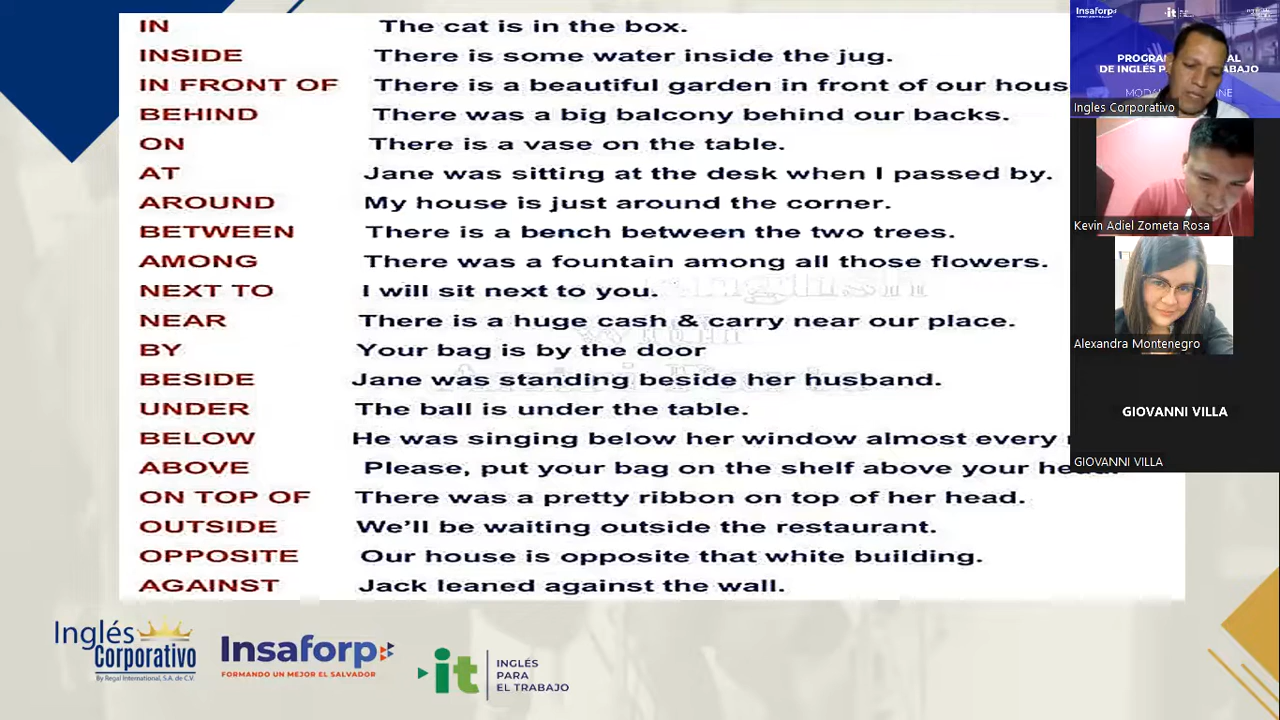 IN The cat is in the box.
INSIDE There is some water inside the jug.
IN FRONT OF There is a beautiful garden in front of our hous
BEHIND There was a big balcony behind our backs.
ON There is a vase on the table.
AT Jane was sitting at the desk when I passed by.
AROUND My house is just around the corner.
BETWEEN There is a bench between the two trees.
AMONG There was a fountain among all those flowers.
NEXT TO I will sit next to you.
NEAR There is a huge cash & carry near our place.
BY Your bag is by the door
BESIDE Jane was standing beside her husband.
UNDER The ball is under the table.
BELOW He was singing below her window almost every
ABOVE Please, put your bag on the shelf above your
ON TOP OF There was a pretty ribbon on top of her head.
OUTSIDE We'll be waiting outside the restaurant.
OPPOSITE Our house is opposite that white building.
AGAINST Jack leaned against the wall.
Inglés
Corporativo
By Regal International, S.A. de C.V.
Insaforp
FORMANDO UN MEJOR EL SALVADOR
it
INGLÉS
PARA
EL TRABAJO
Insaforp
it
DE INGLÉS
Ingles Corporativo
Kevin Adiel Zometa Rosa
Alexandra Montenegro
GIOVANNI VILLA
GIOVANNI VILLA